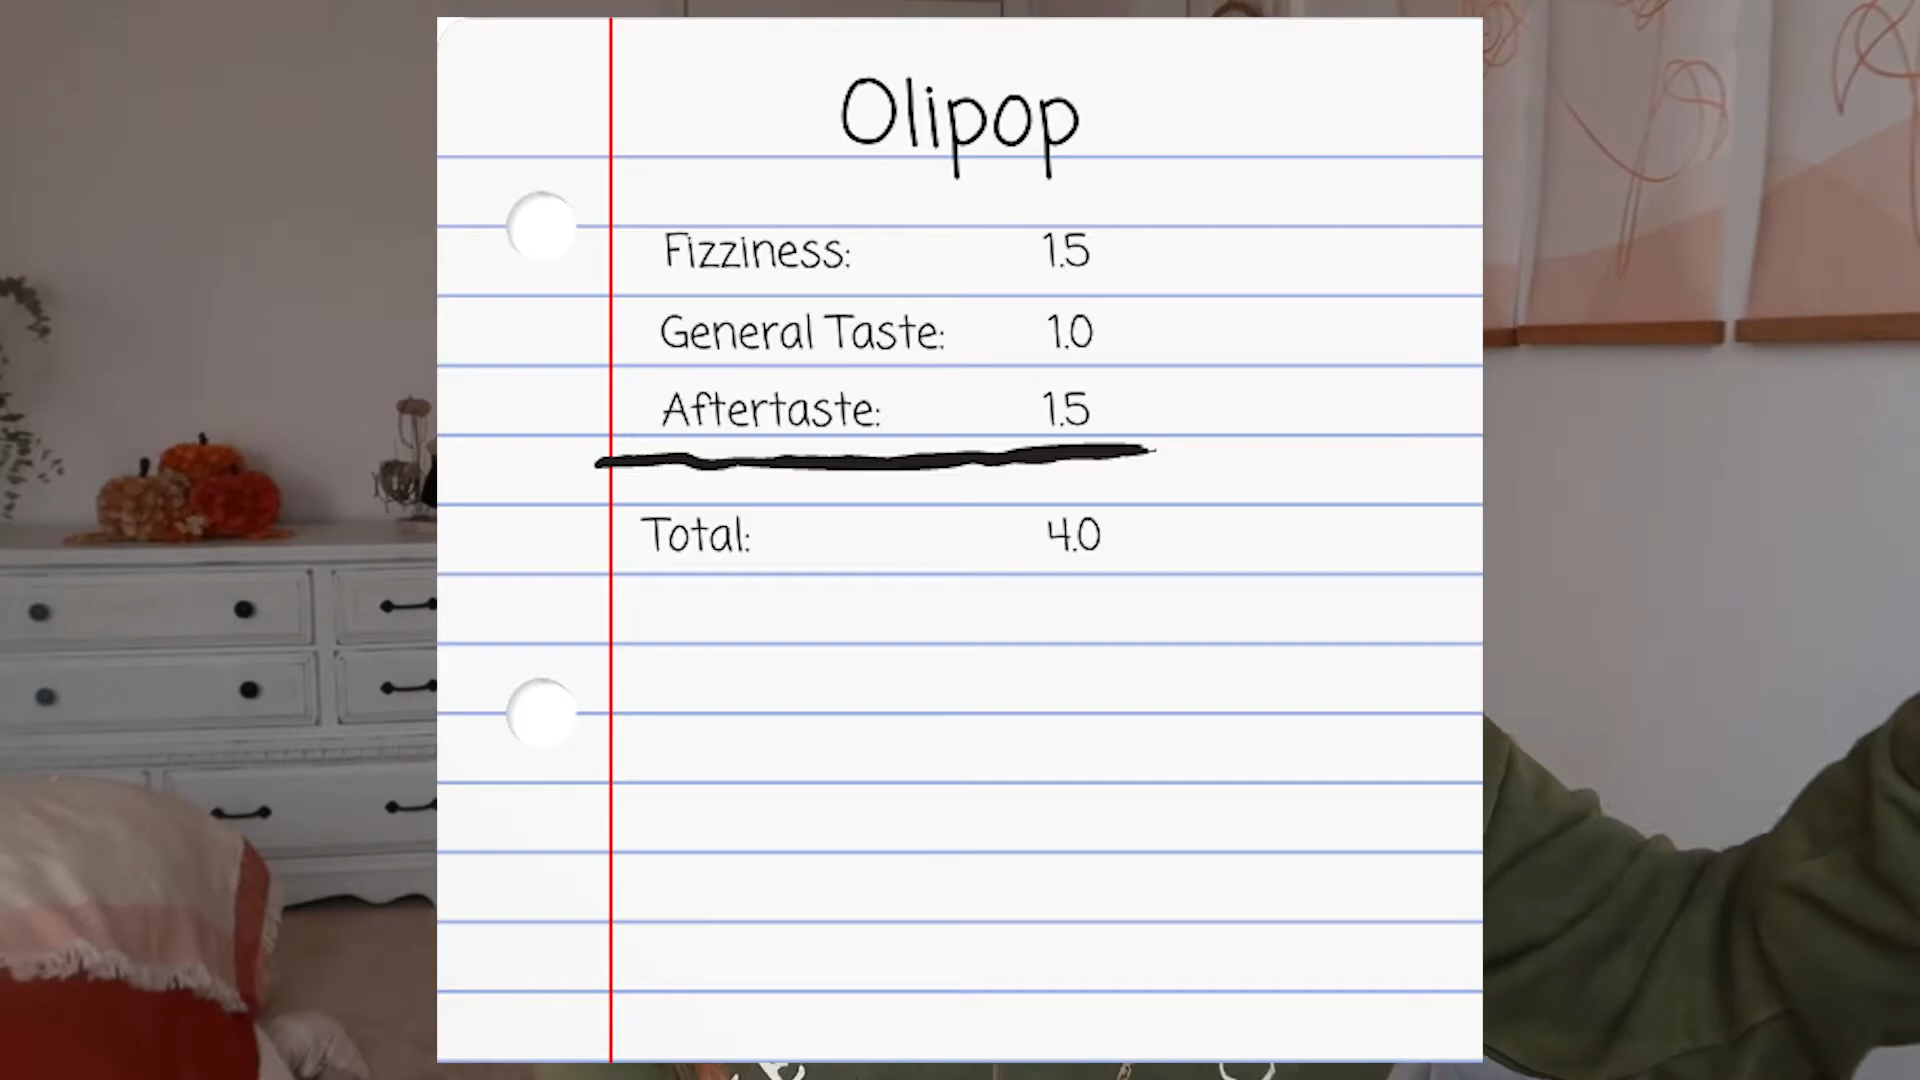 Olipop
Fizziness: 1.5
General Taste: 1.0
Aftertaste: 1.5
Total: 4.0